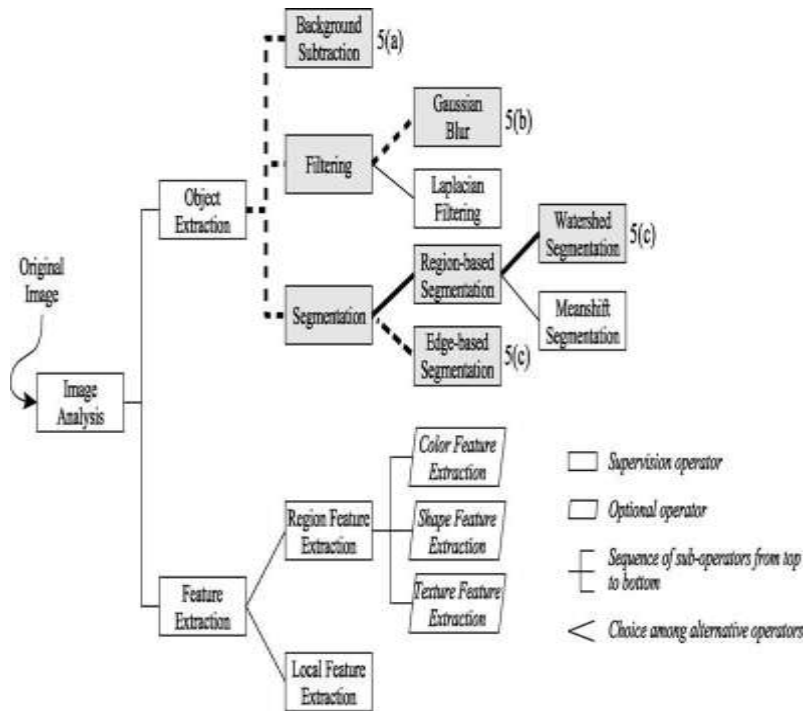 Background
Subtraction
5(a)
Gaussian
Blur
5(b)
Filtering
Laplacian
Filtering
Object
Extraction
Watershed
Segmentation
5(c)
Region-based
Segmentation
Original
Image
Segmentation
Meanshift
Segmentation
Edge-based
Segmentation
5(c)
Image
Analysis
Color Feature
Extraction
Region Feature
Extraction
Shape Feature
Extraction
Texture Feature
Extraction
Feature
Extraction
Local Feature
Extraction
Supervision operator
Optional operator
Sequence of sub-operators from top
to bottom
Choice among alternative operators